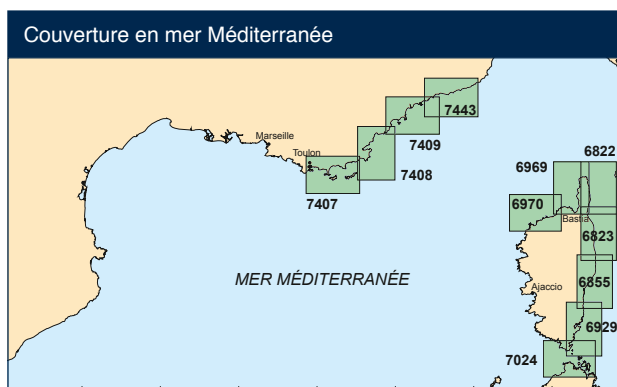 Couverture en mer Méditerranée
7443
Marseille
7409
Toulon
6822
6969
7408
7407
6970
Bastia
6823
MER MÉDITERRANÉE
6855
Ajaccio
6929
7024